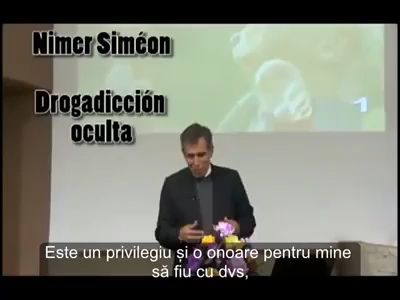 Nimer Siméon
Drogadicción
oculta
Este un privilegiu și o onoare pentru mine
să fiu cu dvs,